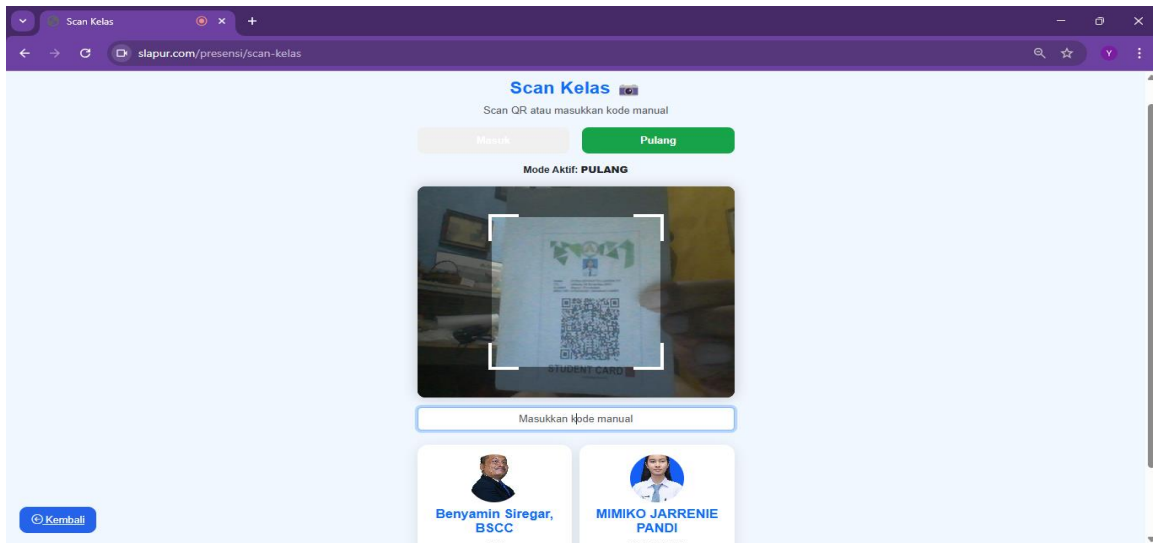 Scan Kelas
slapur.com/presensi/scan-kelas
Y
Scan Kelas
Scan QR atau masukkan kode manual
Masuk
Pulang
Mode Aktif: PULANG
STUDENT CARD
Masukkan kode manual
Benyamin Siregar,
BSCC
MIMIKO JARRENIE
PANDI
Kembali